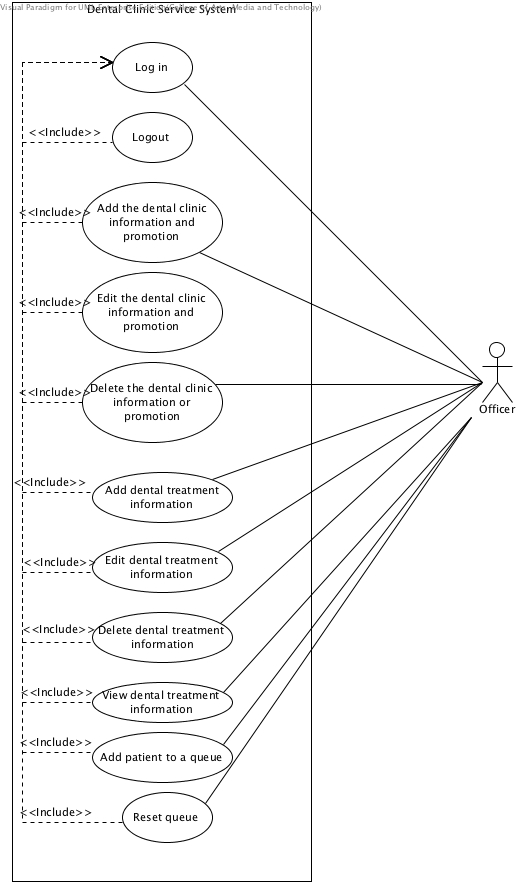 Dental Clinic Service System
Log in
<<Include>>
Logout
<<Include>>
Add the dental clinic
information and
promotion
<<Include>>
Edit the dental clinic
information and
promotion
<<Include>>
Delete the dental clinic
information or
promotion
Officer
<<Include>>
Add dental treatment
information
<<Include>>
Edit dental treatment
information
<<Include>>
Delete dental treatment
information
<<Include>>
View dental treatment
information
<<Include>>
Add patient to a queue
<<Include>>
Reset queue